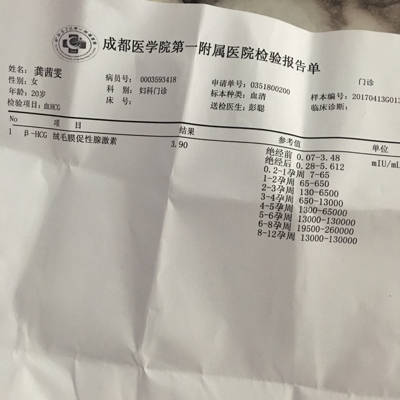 成都医学院第一附属医院检验报告单
门诊
姓名: 龚茜雯 病员号: 0003593418 申请单号: 0351800200 样本编号: 20170413G013
性别: 女 科 别: 妇科门诊 标本种类: 血清 临床诊断:
年龄: 20岁 床 号: 送检医生: 彭聪
检验项目: 血HCG
No 项 目 结果 参考值 单位
1 β-HCG 绒毛膜促性腺激素 3.90 绝经前 0.07-3.48 mIU/mL
绝经后 0.28-5.612
0.2-1孕周 7-65
1-2孕周 65-650
2-3孕周 130-6500
3-4孕周 650-13000
4-5孕周 1300-65000
5-6孕周 13000-130000
6-8孕周 19500-260000
8-12孕周 13000-130000